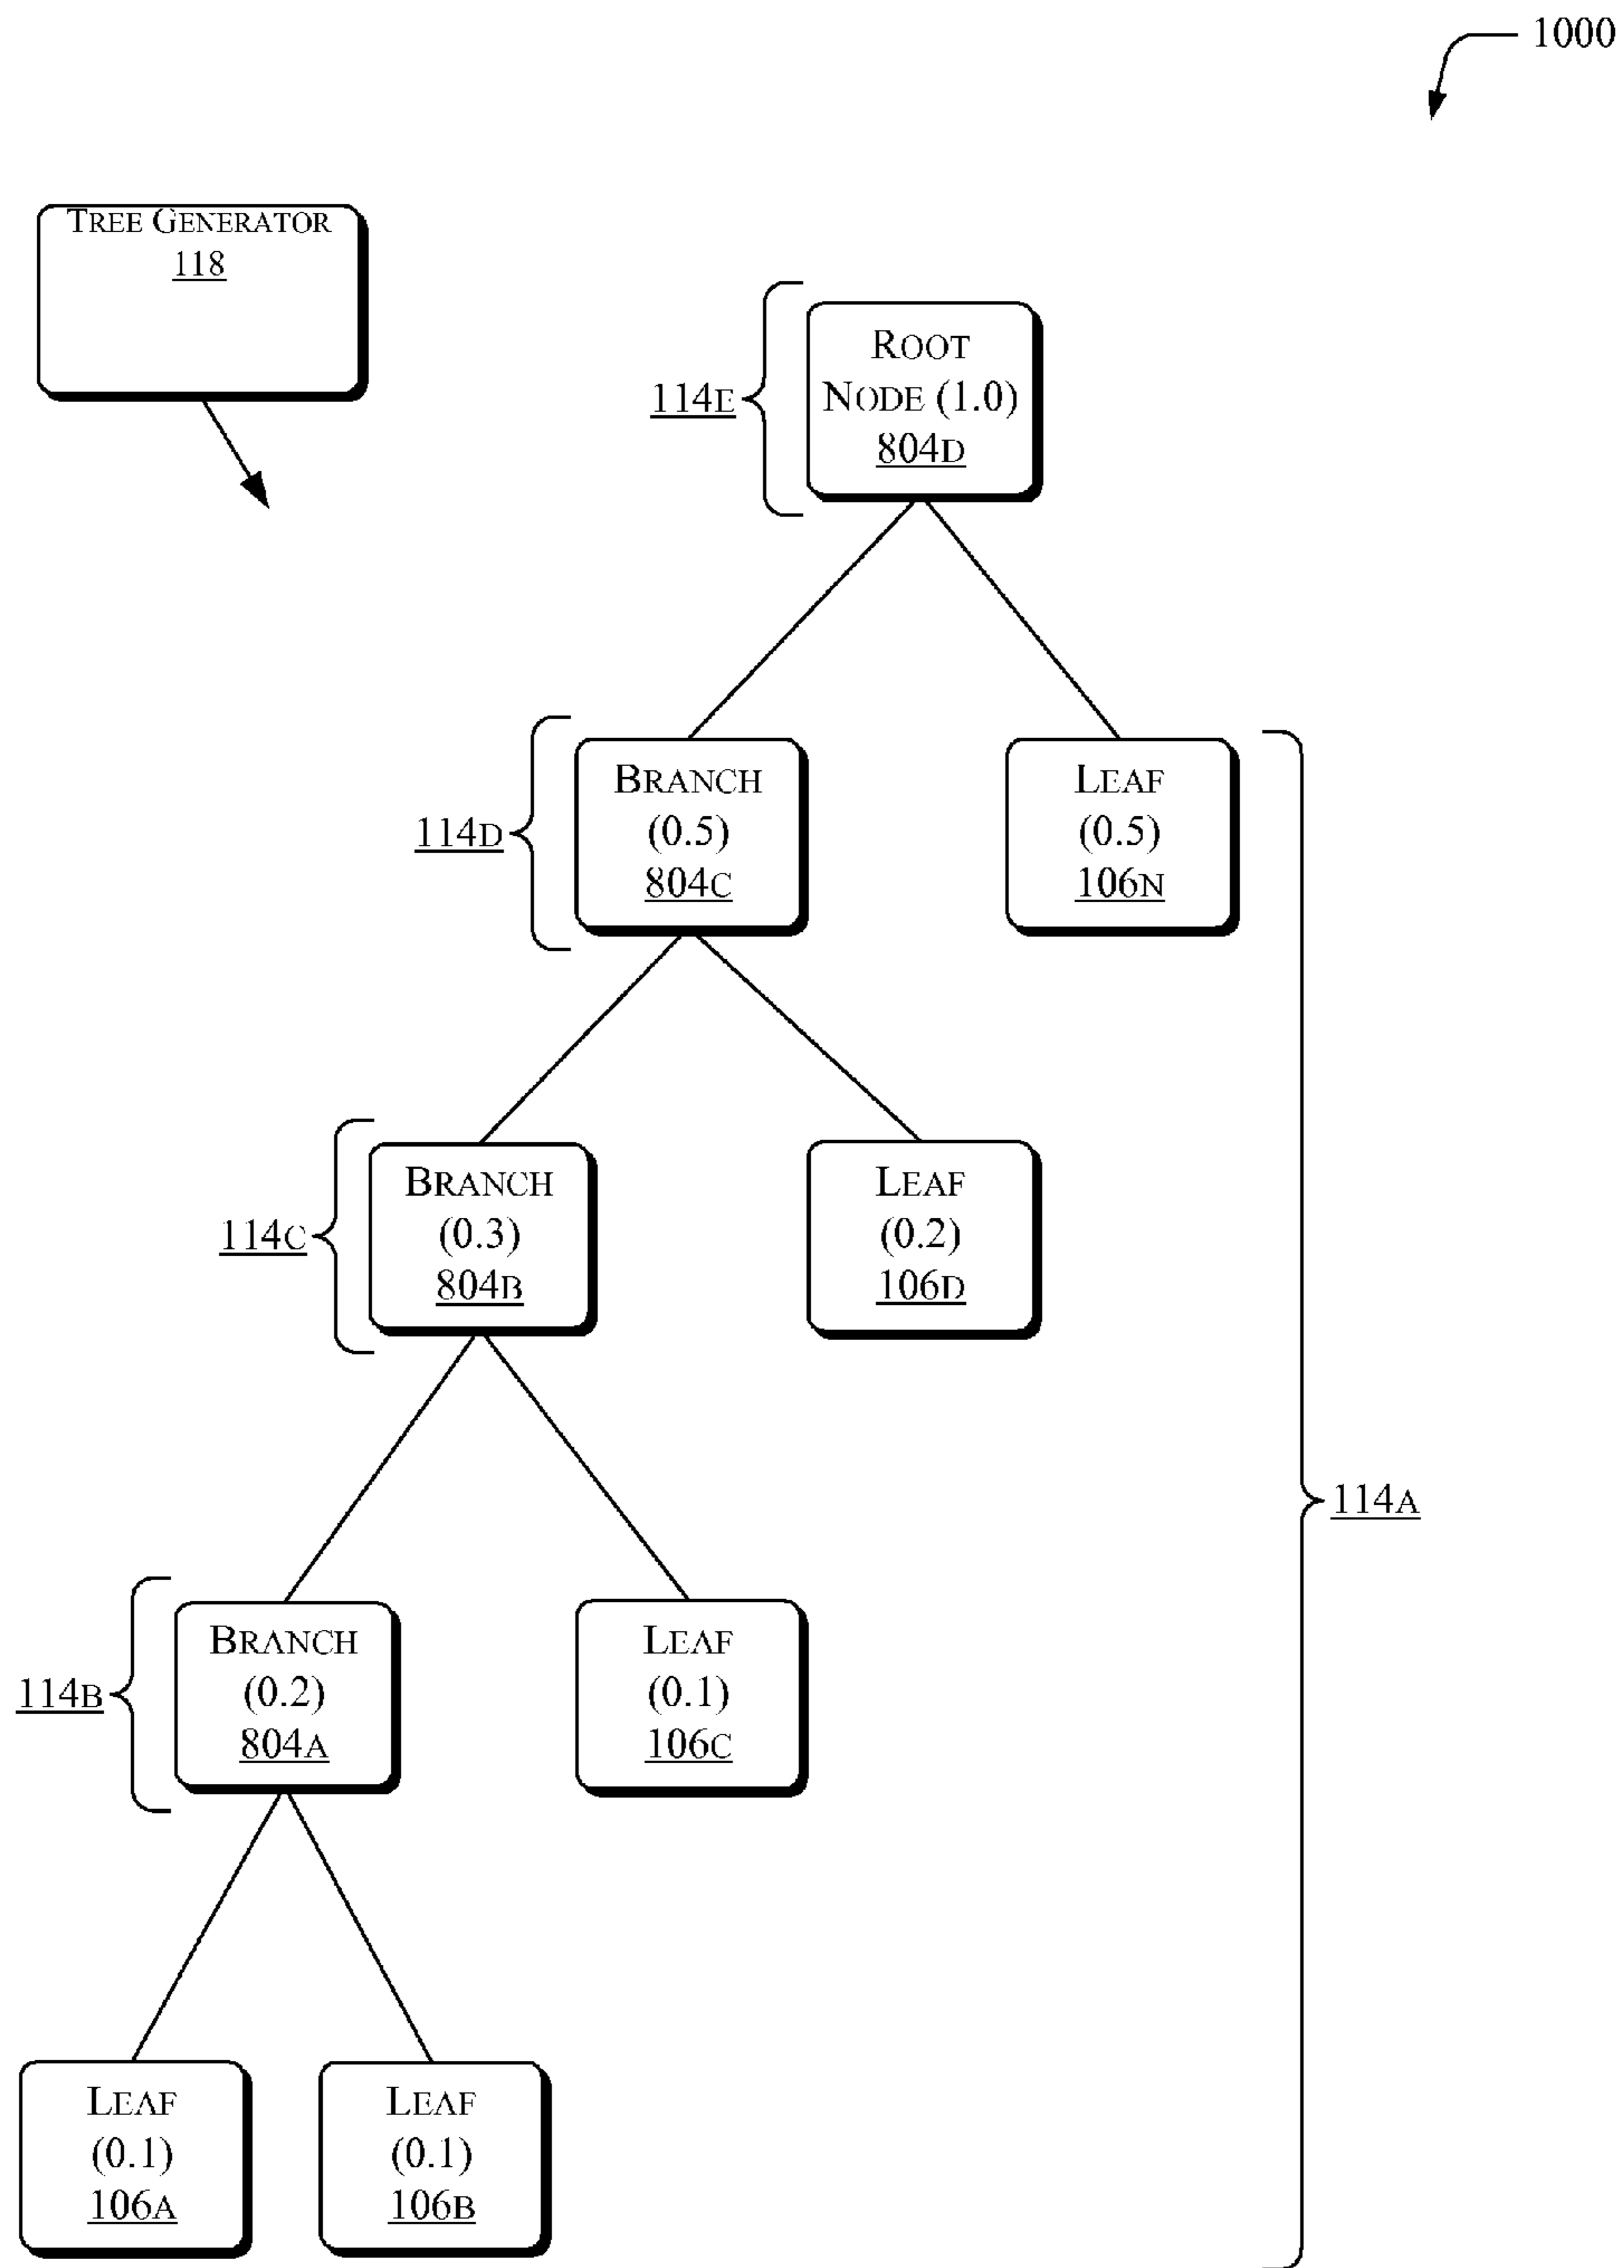 1000
TREE GENERATOR
118
ROOT
NODE (1.0)
804D
114E
BRANCH
(0.5)
804C
114D
LEAF
(0.5)
106N
BRANCH
(0.3)
804B
114C
LEAF
(0.2)
106D
114A
BRANCH
(0.2)
804A
114B
LEAF
(0.1)
106C
LEAF
(0.1)
106A
LEAF
(0.1)
106B